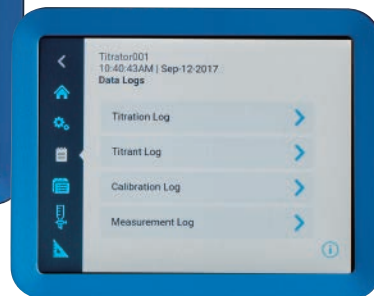 Titrator001
10:40:43AM | Sep-12-2017
Data Logs
Titration Log
Titrant Log
Calibration Log
Measurement Log